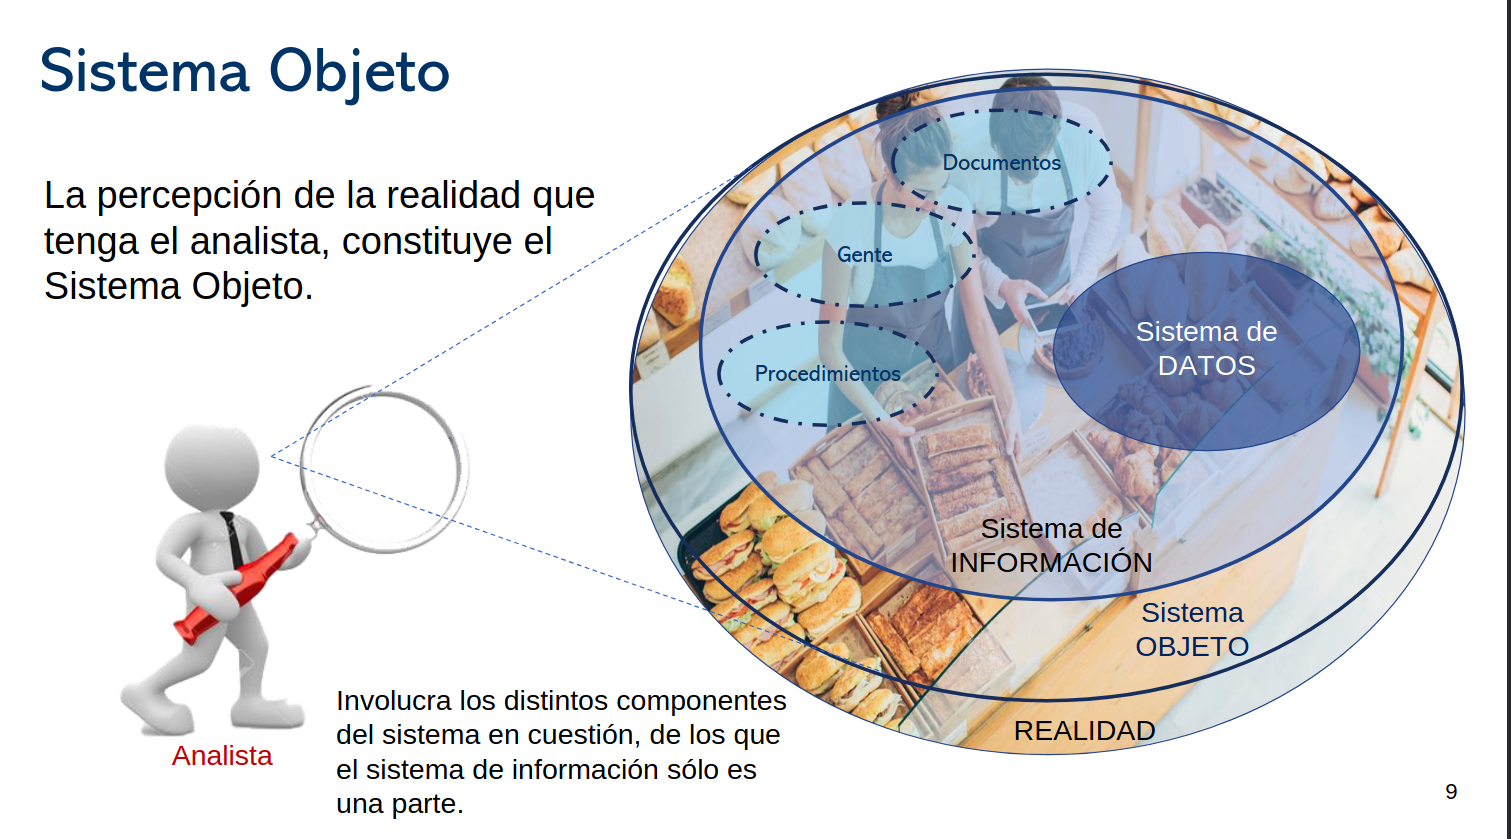 Sistema Objeto
La percepción de la realidad que
tenga el analista, constituye el
Sistema Objeto.
Documentos
Gente
Procedimientos
Sistema de
DATOS
Sistema de
INFORMACIÓN
Sistema
OBJETO
REALIDAD
Analista
Involucra los distintos componentes
del sistema en cuestión, de los que
el sistema de información sólo es
una parte.
9